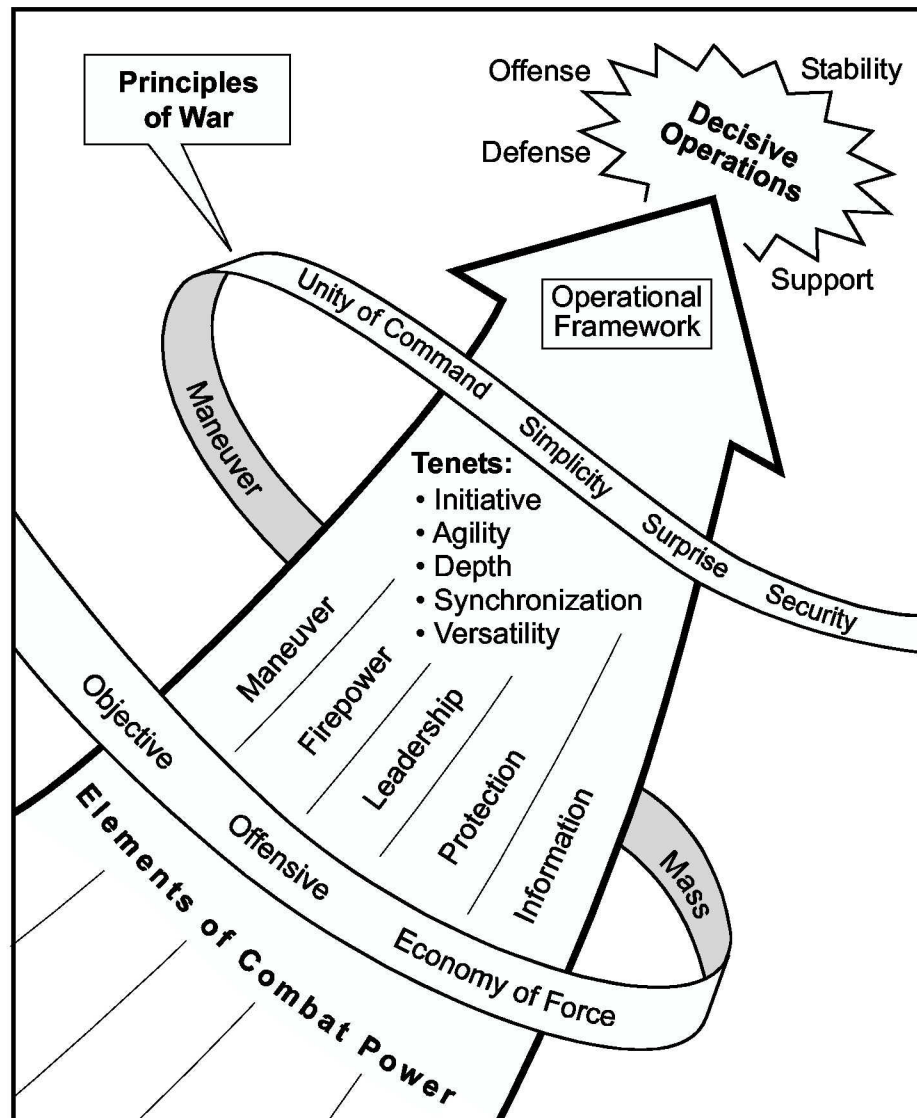 Principles
of War
Offense
Stability
Decisive
Operations
Defense
Support
Operational
Framework
Unity of Command
Simplicity
Surprise
Security
Maneuver
Tenets:
• Initiative
• Agility
• Depth
• Synchronization
• Versatility
Maneuver
Firepower
Leadership
Protection
Information
Objective
Offensive
Economy of Force
Mass
Elements of Combat Power